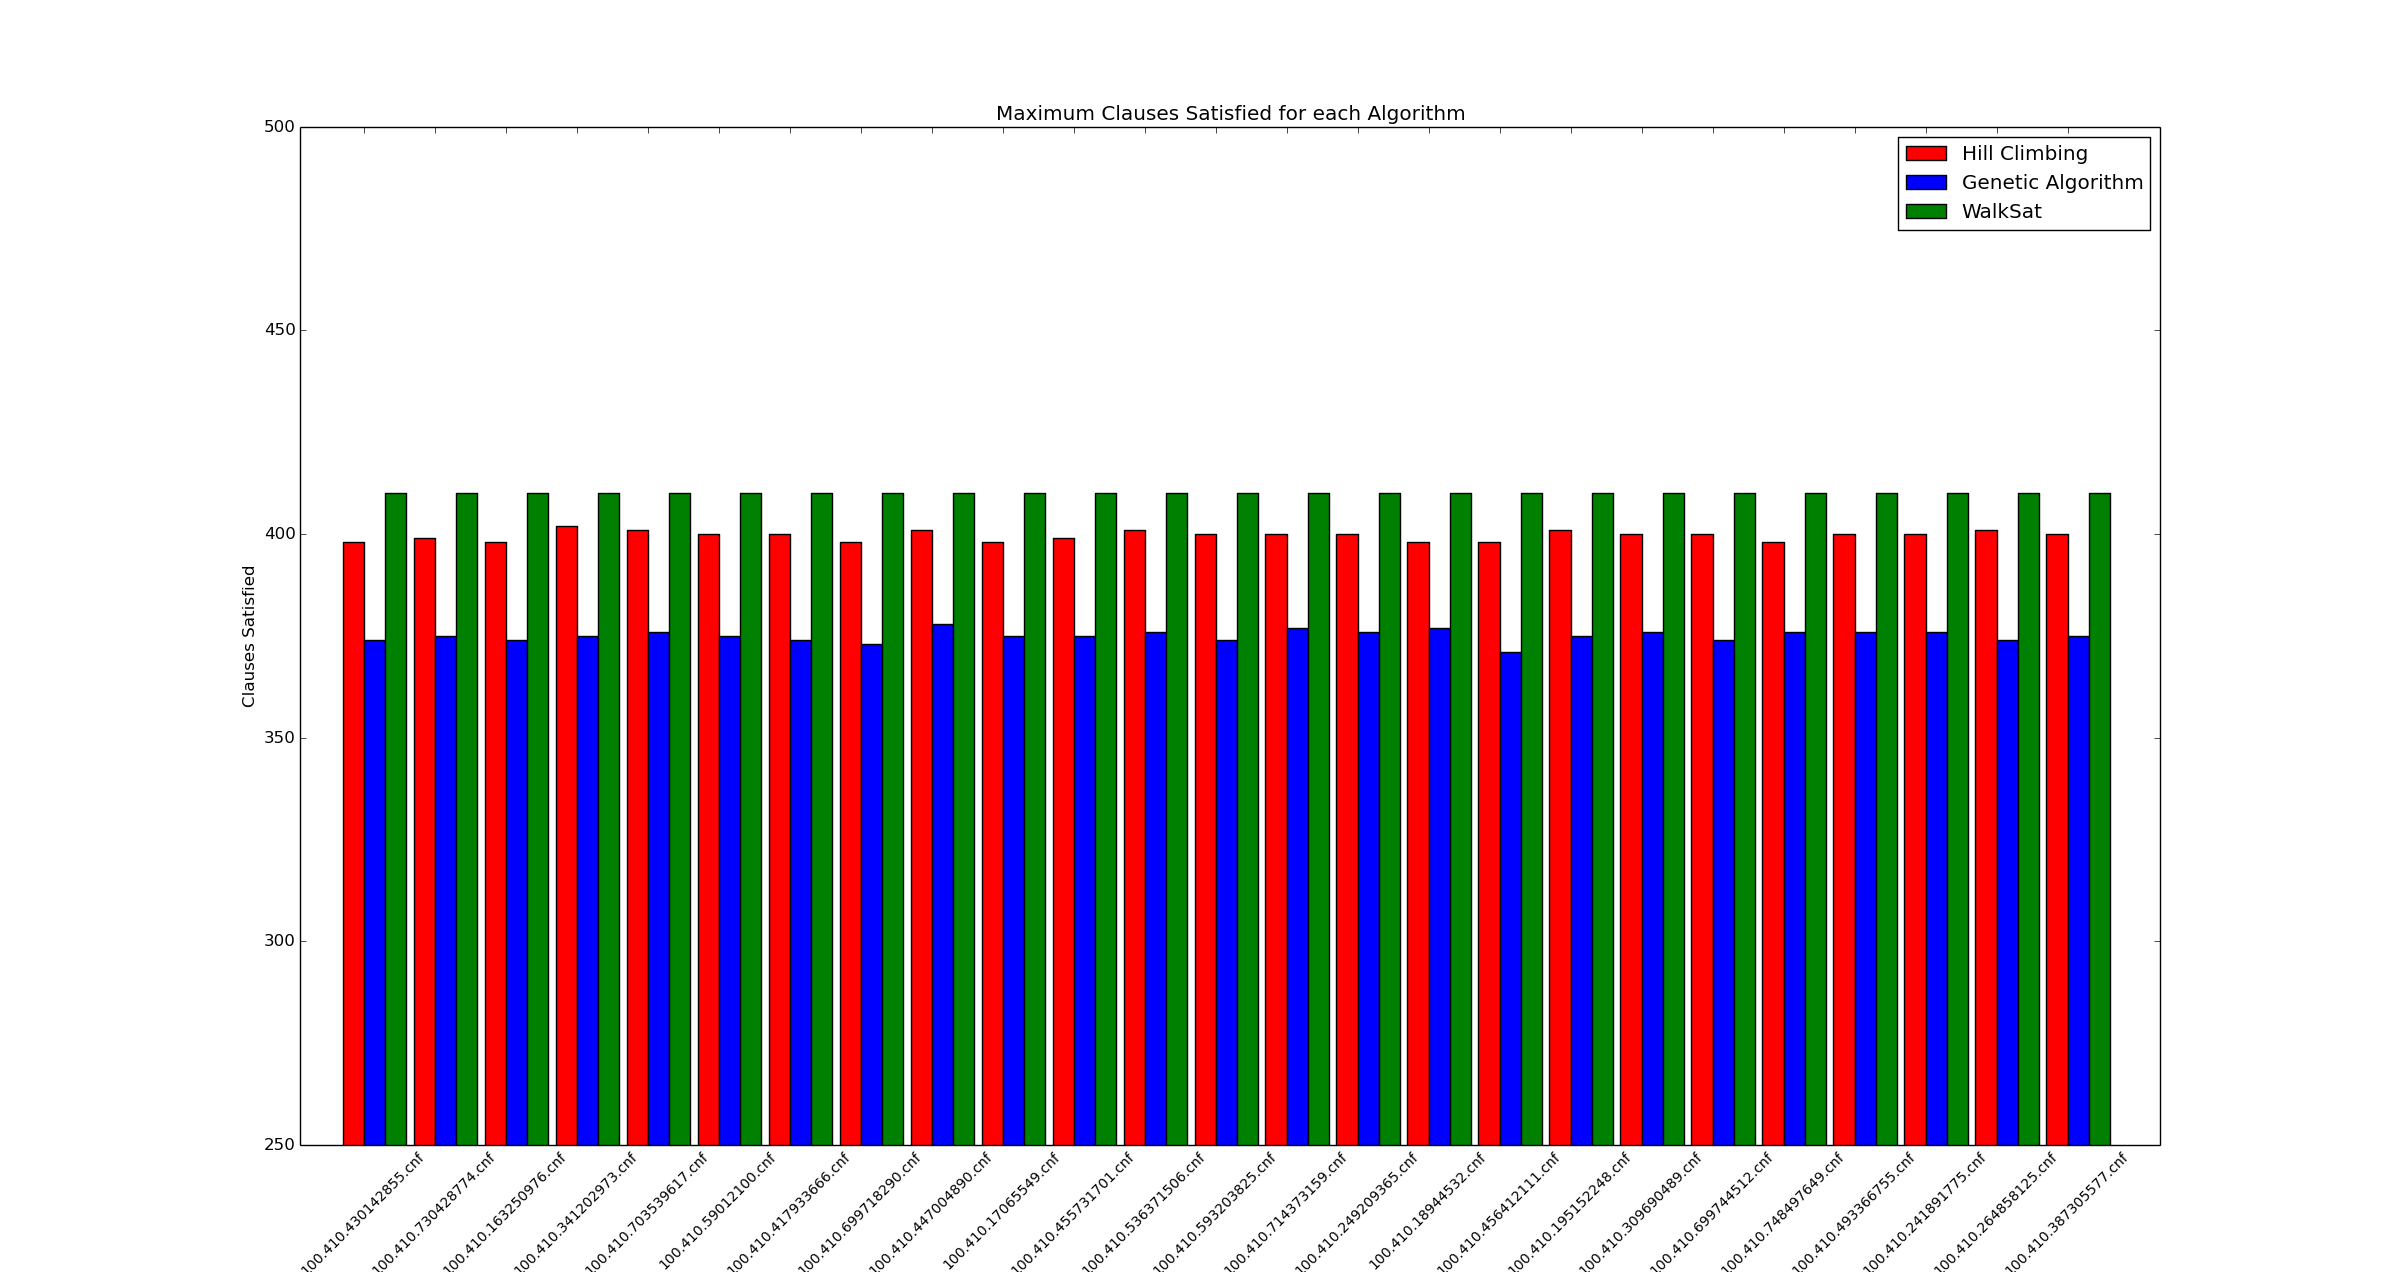 Maximum Clauses Satisfied for each Algorithm
500
450
400
350
300
250
Clauses Satisfied
Hill Climbing
Genetic Algorithm
WalkSat
100.410.430142855.cnf
100.410.730428774.cnf
100.410.163250976.cnf
100.410.341202973.cnf
100.410.703539617.cnf
100.410.59012100.cnf
100.410.417933666.cnf
100.410.699718290.cnf
100.410.447004890.cnf
100.410.17065549.cnf
100.410.455731701.cnf
100.410.536371506.cnf
100.410.593203825.cnf
100.410.714373159.cnf
100.410.249209365.cnf
100.410.18944532.cnf
100.410.456412111.cnf
100.410.195152248.cnf
100.410.309690489.cnf
100.410.699744512.cnf
100.410.748497649.cnf
100.410.493366755.cnf
100.410.241891775.cnf
100.410.264858125.cnf
100.410.387305577.cnf